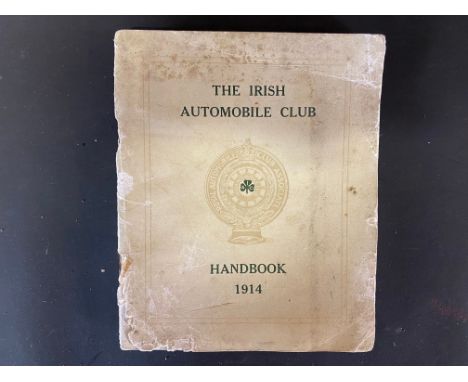 THE IRISH
AUTOMOBILE CLUB
HANDBOOK
1914